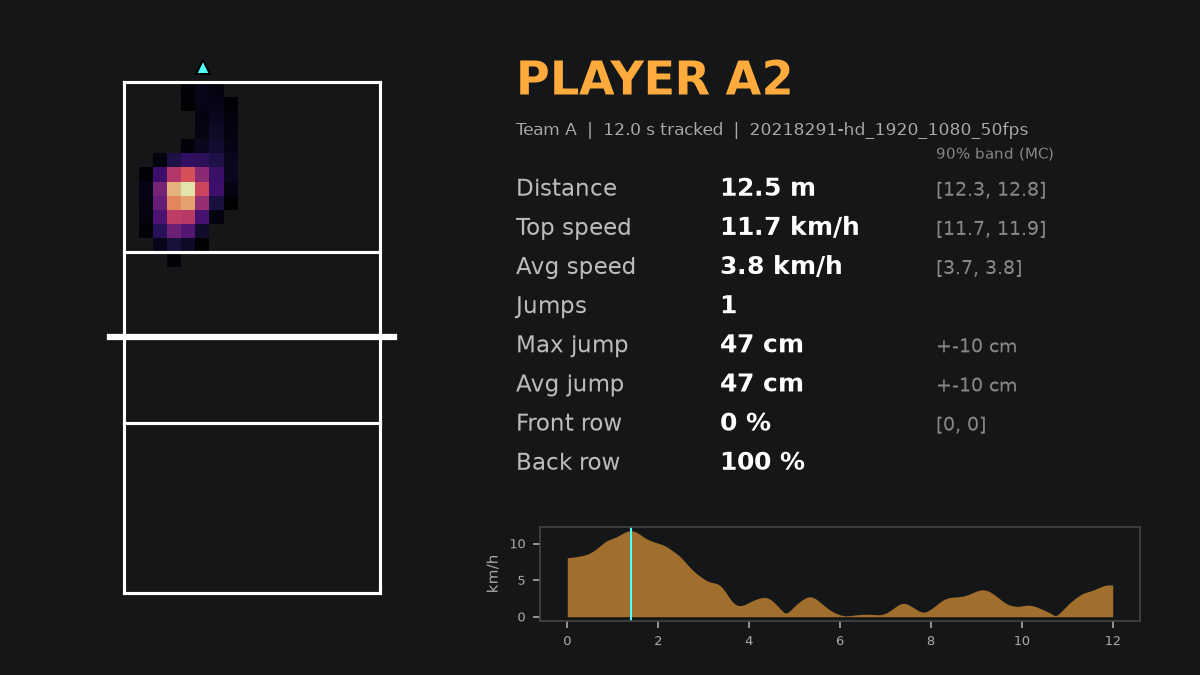 PLAYER A2
Team A | 12.0 s tracked | 20218291-hd_1920_1080_50fps
90% band (MC)
Distance 12.5 m [12.3, 12.8]
Top speed 11.7 km/h [11.7, 11.9]
Avg speed 3.8 km/h [3.7, 3.8]
Jumps 1
Max jump 47 cm +-10 cm
Avg jump 47 cm +-10 cm
Front row 0 % [0, 0]
Back row 100 %
km/h
10
5
0
0 2 4 6 8 10 12